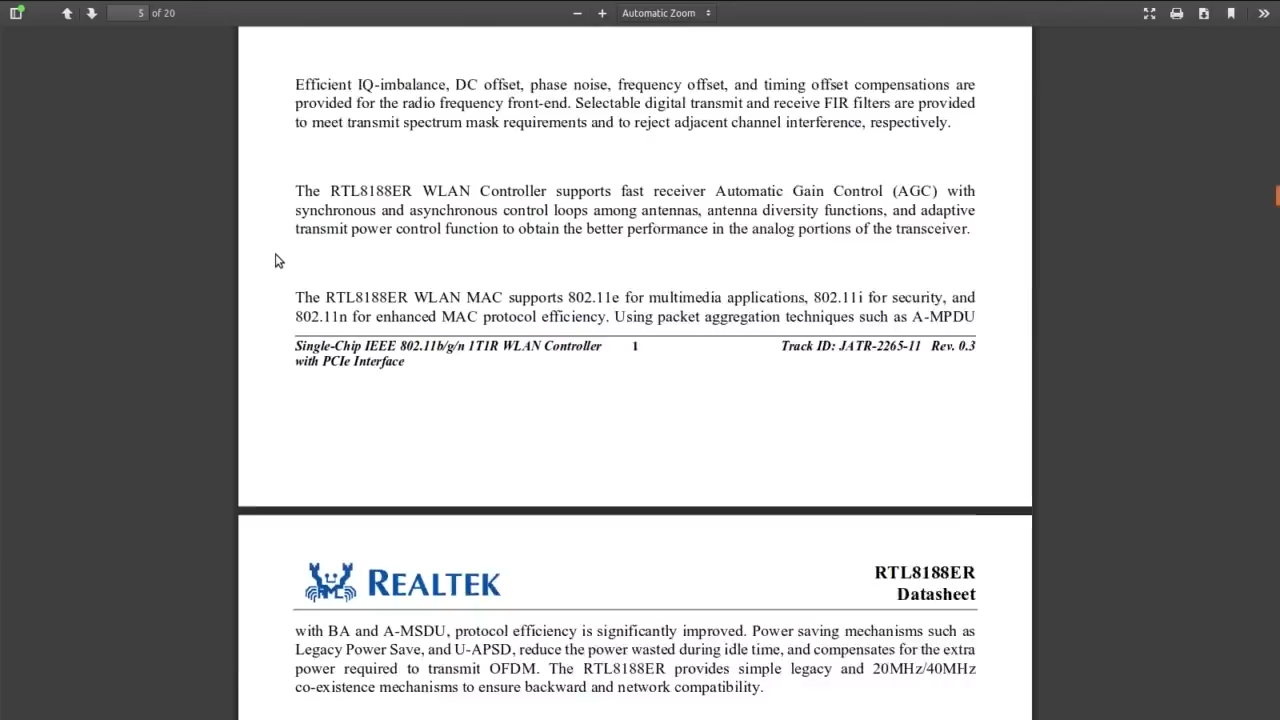 5 of 20
Automatic Zoom
Efficient IQ-imbalance, DC offset, phase noise, frequency offset, and timing offset compensations are
provided for the radio frequency front-end. Selectable digital transmit and receive FIR filters are provided
to meet transmit spectrum mask requirements and to reject adjacent channel interference, respectively.
The RTL8188ER WLAN Controller supports fast receiver Automatic Gain Control (AGC) with
synchronous and asynchronous control loops among antennas, antenna diversity functions, and adaptive
transmit power control function to obtain the better performance in the analog portions of the transceiver.
The RTL8188ER WLAN MAC supports 802.11e for multimedia applications, 802.11i for security, and
802.11n for enhanced MAC protocol efficiency. Using packet aggregation techniques such as A-MPDU
Single-Chip IEEE 802.11b/g/n 1T1R WLAN Controller 1 Track ID: JATR-2265-11 Rev. 0.3
with PCIe Interface
REALTEK
RTL8188ER
Datasheet
with BA and A-MSDU, protocol efficiency is significantly improved. Power saving mechanisms such as
Legacy Power Save, and U-APSD, reduce the power wasted during idle time, and compensates for the extra
power required to transmit OFDM. The RTL8188ER provides simple legacy and 20MHz/40MHz
co-existence mechanisms to ensure backward and network compatibility.